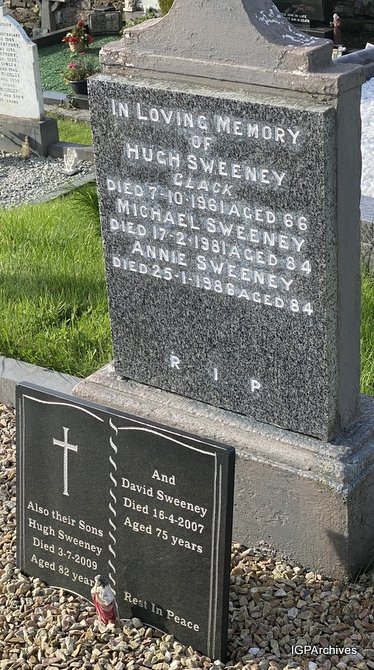 IN LOVING MEMORY
OF
HUGH SWEENEY
GLACK
DIED 7-10-1961 AGED 66
MICHAEL SWEENEY
DIED 17-2-1981 AGED 84
ANNIE SWEENEY
DIED 25-1-1988 AGED 84
R I P
Also their Sons
Hugh Sweeney
Died 3-7-2009
Aged 82 years
And
David Sweeney
Died 16-4-2007
Aged 75 years
Rest In Peace
IGPArchives